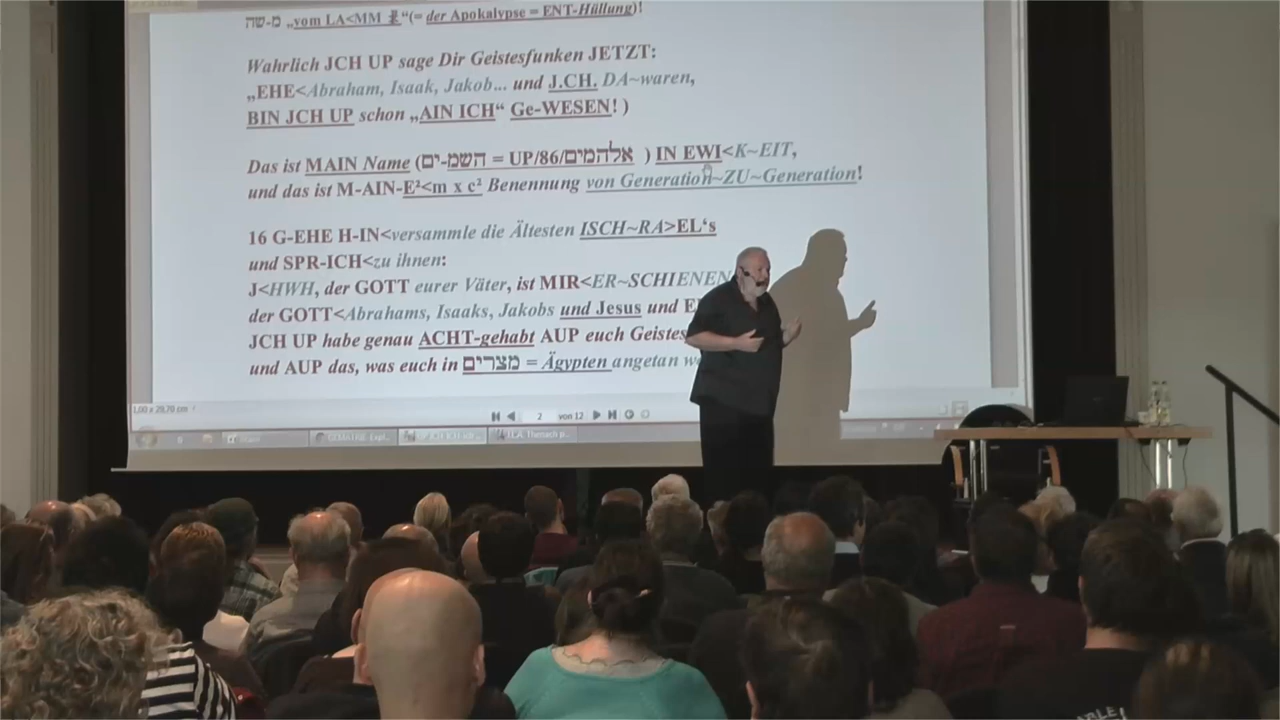 מ-שה „vom LA<MM"(= der Apokalypse = ENT-Hüllung)!
Wahrlich JCH UP sage Dir Geistesfunken JETZT:
„EHE<Abraham, Isaak, Jakob... und J.CH. DA~waren,
BIN JCH UP schon „AIN ICH“ Ge-WESEN! )
Das ist MAIN Name (השמ-ים = UP/86/אלהמים ) IN EWI<K~EIT,
und das ist M-AIN-E²<m x c² Benennung von Generation~ZU~Generation!
16 G-EHE H-IN<versammle die Ältesten ISCH~RA>EL‘s
und SPR-ICH<zu ihnen:
J<HWH, der GOTT eurer Väter, ist MIR<ER~SCHIENEN
der GOTT<Abrahams, Isaaks, Jakobs und Jesus und
JCH UP habe genau ACHT-gehabt AUP euch Geistes
und AUP das, was euch in מצרים = Ägypten angetan
1,00 x 28,70 cm
2 von 12